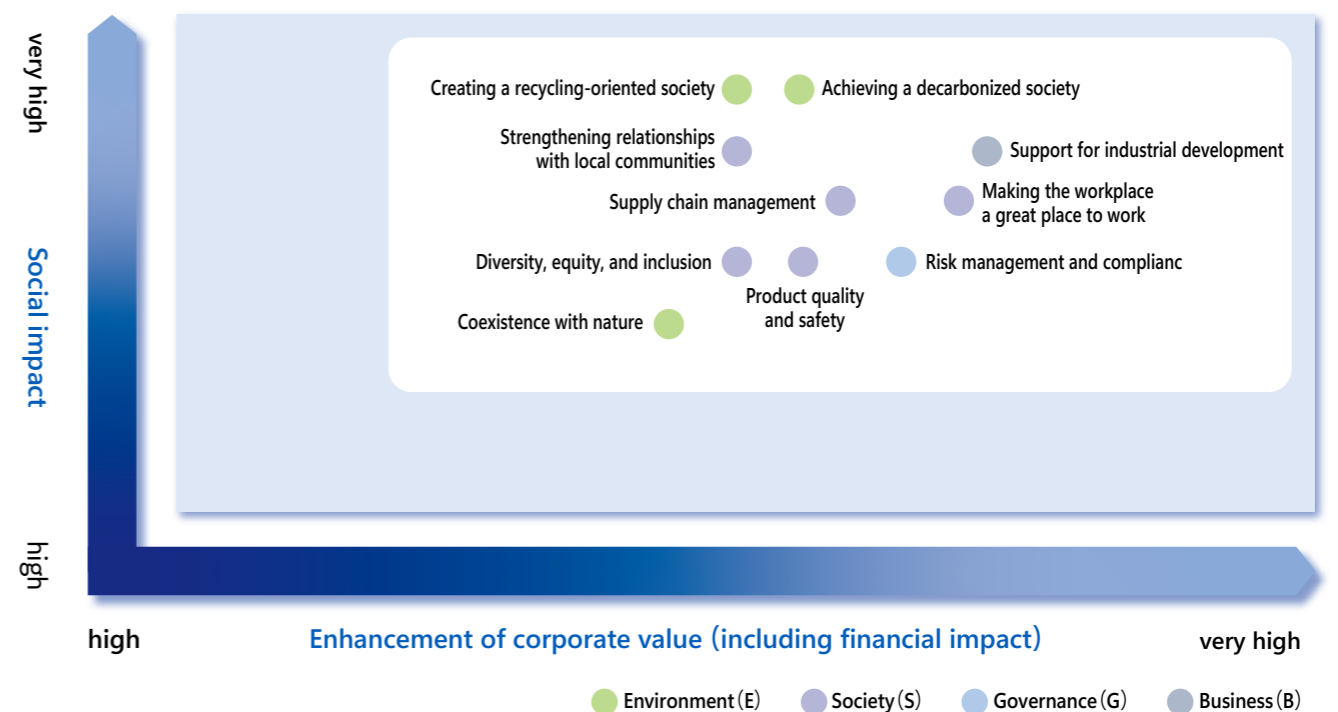 very high
Social impact
high
Creating a recycling-oriented society
Achieving a decarbonized society
Strengthening relationships
with local communities
Support for industrial development
Supply chain management
Making the workplace
a great place to work
Diversity, equity, and inclusion
Product quality
and safety
Risk management and complianc
Coexistence with nature
high
Enhancement of corporate value (including financial impact)
very high
Environment (E)
Society (S)
Governance (G)
Business (B)